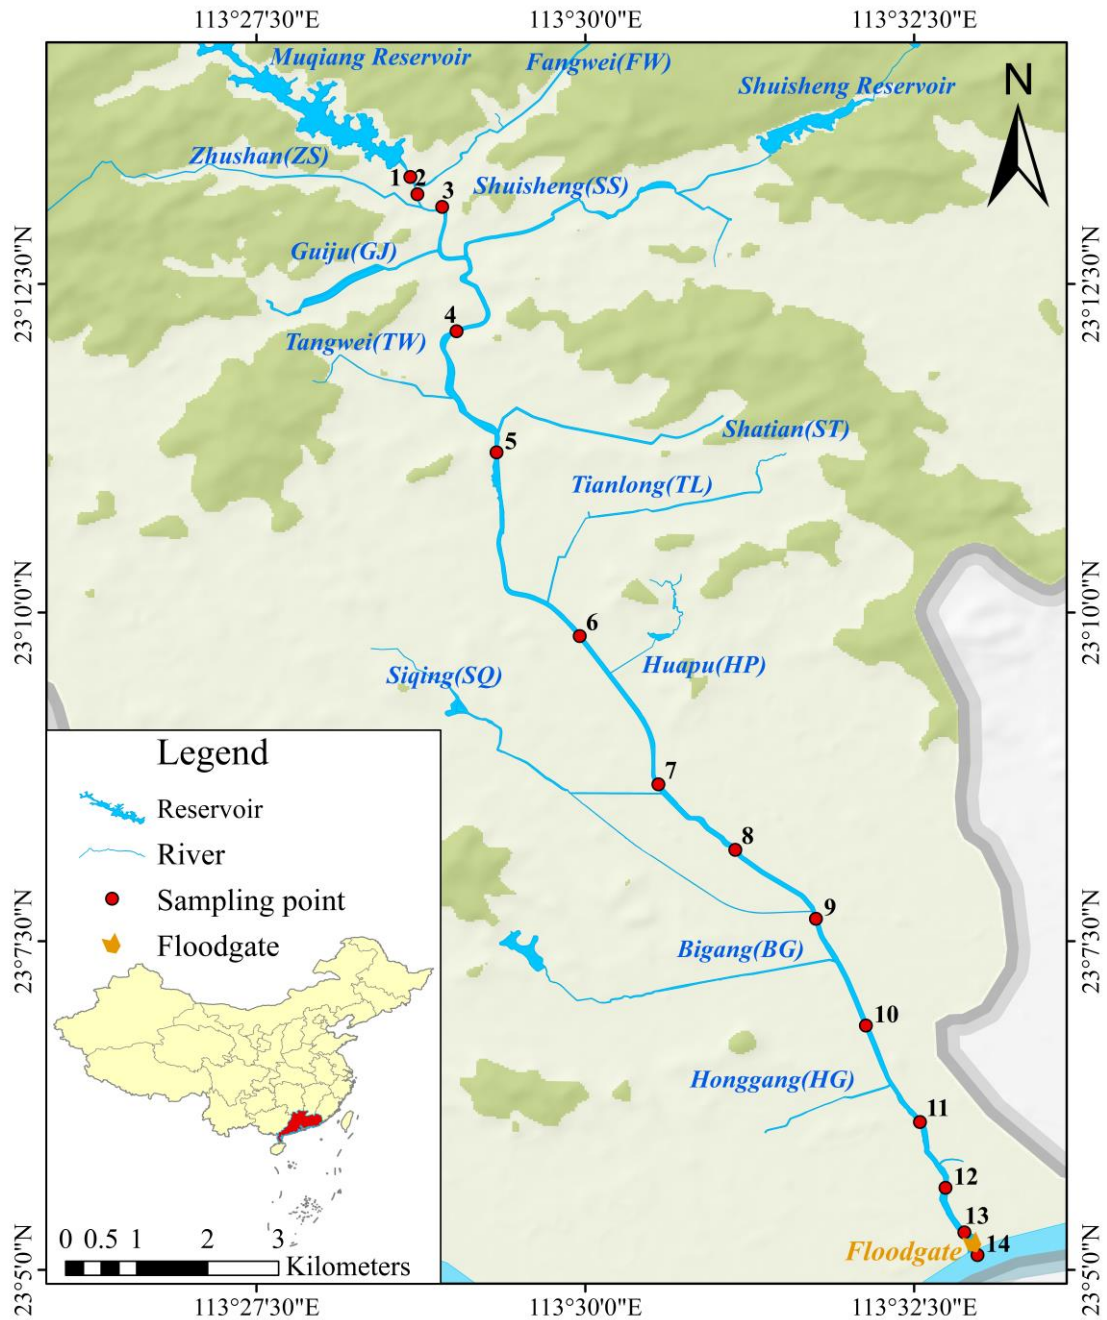 113°27'30"E 113°30'0"E 113°32'30"E
Muqiang Reservoir
Fangwei(FW)
Shuisheng Reservoir
N
Zhushan(ZS)
1
2
3
Shuisheng(SS)
Guiju(GJ)
23°12'30"N 23°12'30"N
4
Tangwei(TW)
Shatian(ST)
5
Tianlong(TL)
23°10'0"N 23°10'0"N
6
Huapu(HP)
Siqing(SQ)
7
8
9
23°7'30"N 23°7'30"N
Bigang(BG)
10
Honggang(HG)
11
12
13
Floodgate
14
Legend
Reservoir
River
Sampling point
Floodgate
0 0.5 1 2 3
Kilometers
23°5'0"N 23°5'0"N
113°27'30"E 113°30'0"E 113°32'30"E